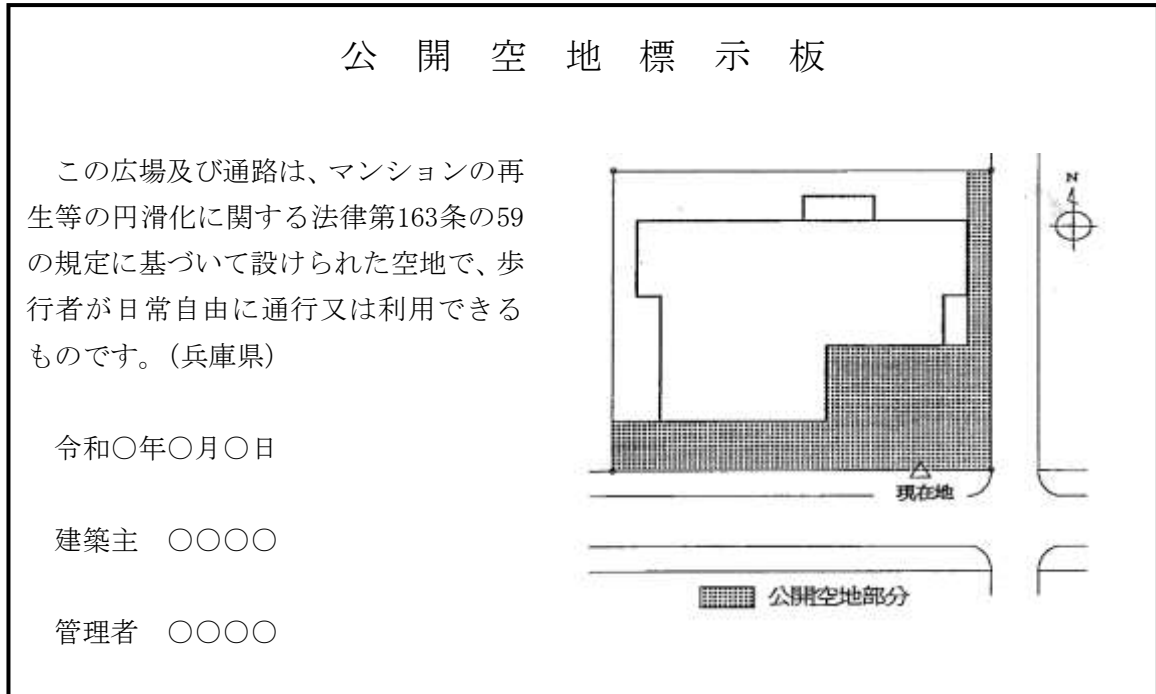 公開空地標示板
この広場及び通路は、マンションの再
生等の円滑化に関する法律第163条の59
の規定に基づいて設けられた空地で、歩
行者が日常自由に通行又は利用できる
ものです。(兵庫県)
令和○年○月○日
建築主　○○○○
管理者　○○○○
N
現在地
公開空地部分